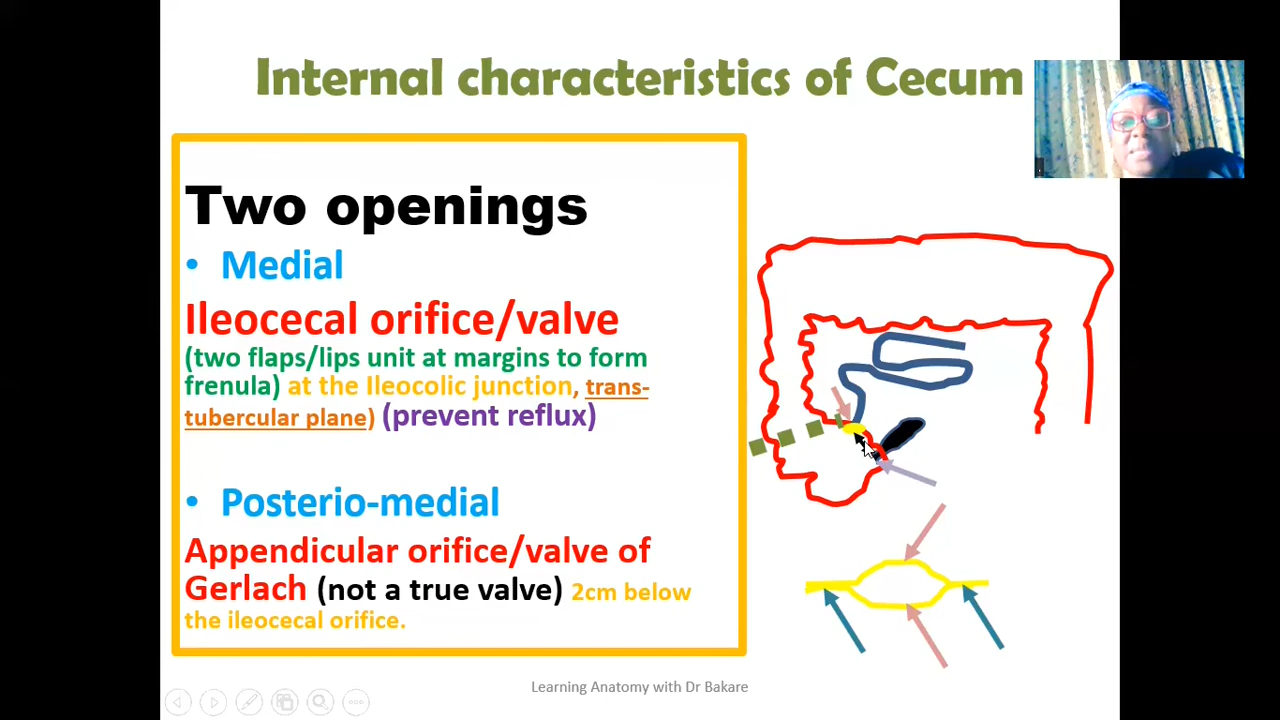 Internal characteristics of Cecum
Two openings
• Medial
Ileocecal orifice/valve
(two flaps/lips unit at margins to form
frenula) at the Ileocolic junction, trans-
tubercular plane) (prevent reflux)
• Posterio-medial
Appendicular orifice/valve of
Gerlach (not a true valve) 2cm below
the ileocecal orifice.
Learning Anatomy with Dr Bakare